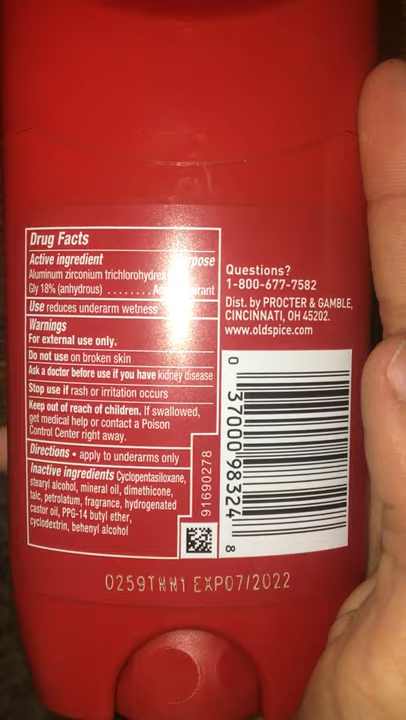 Drug Facts
Active ingredient
Aluminum zirconium trichlorohydrex
Gly 18% (anhydrous)
Use reduces underarm wetness
Warnings
For external use only.
Do not use on broken skin
Ask a doctor before use if you have kidney disease
Stop use if rash or irritation occurs
Keep out of reach of children. If swallowed,
get medical help or contact a Poison
Control Center right away.
Directions • apply to underarms only
Inactive ingredients Cyclopentasiloxane,
stearyl alcohol, mineral oil, dimethicone,
talc, petrolatum, fragrance, hydrogenated
castor oil, PPG-14 butyl ether,
cyclodextrin, behenyl alcohol
91690278
Questions?
1-800-677-7582
Dist. by PROCTER & GAMBLE,
CINCINNATI, OH 45202.
www.oldspice.com
0 37000 98324 8
0259THH1 EXP07/2022